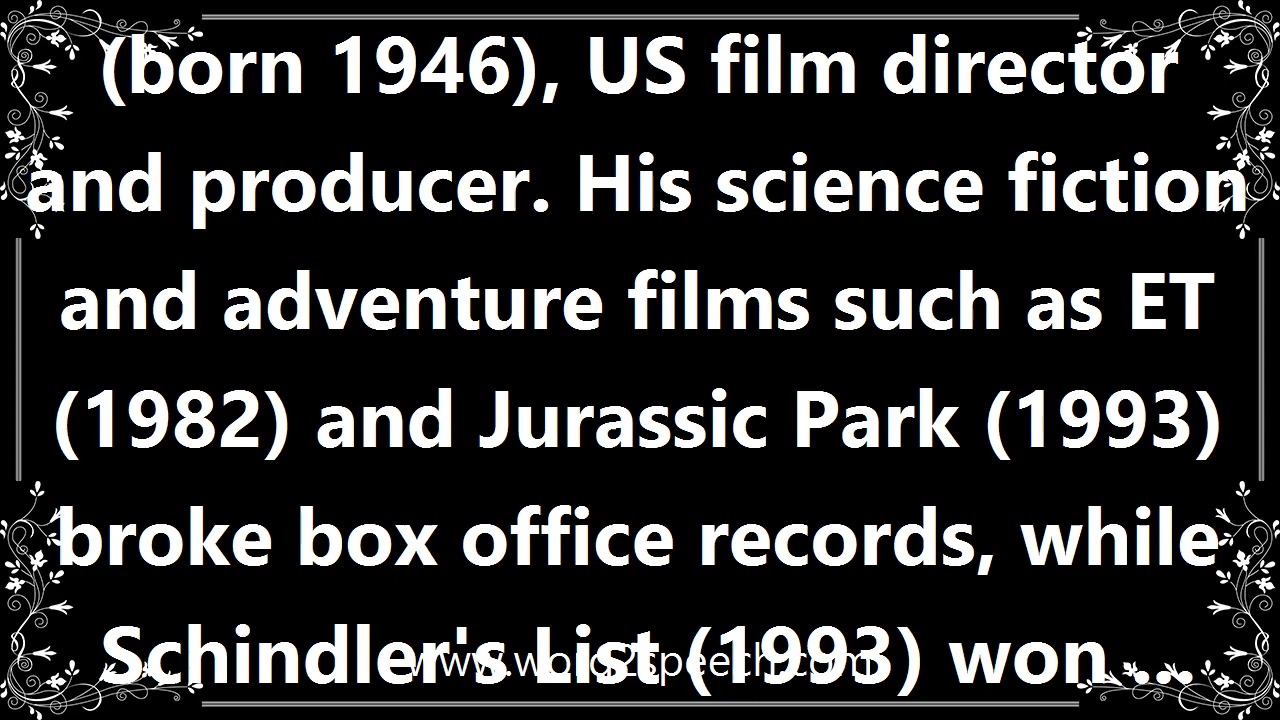 (born 1946), US film director
and producer. His science fiction
and adventure films such as ET
(1982) and Jurassic Park (1993)
broke box office records, while
Schindler's List (1993) won ...
www.word2speech.com